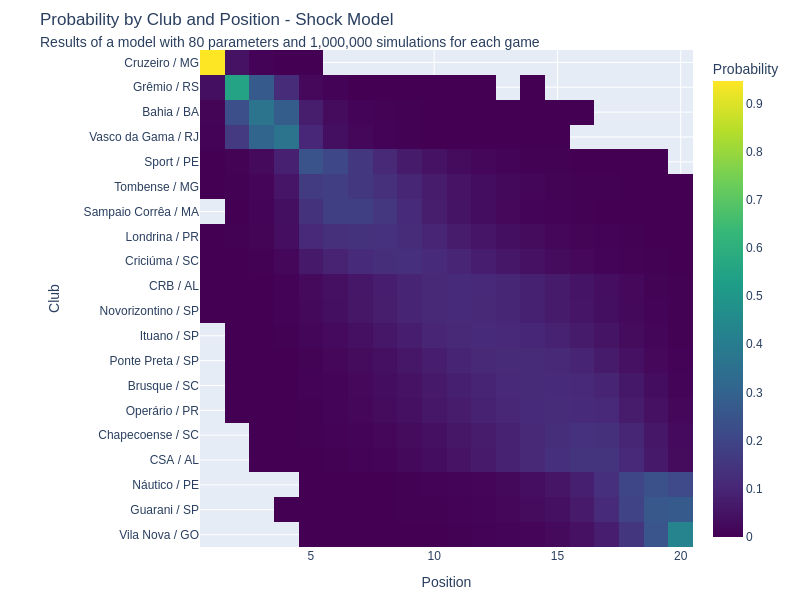 Probability by Club and Position - Shock Model
Results of a model with 80 parameters and 1,000,000 simulations for each game
Probability
Cruzeiro / MG
Grêmio / RS
Bahia / BA
Vasco da Gama / RJ
Sport / PE
Tombense / MG
Sampaio Corrêa / MA
Londrina / PR
Criciúma / SC
CRB / AL
Novorizontino / SP
Ituano / SP
Ponte Preta / SP
Brusque / SC
Operário / PR
Chapecoense / SC
CSA / AL
Náutico / PE
Guarani / SP
Vila Nova / GO
Club
5
10
15
20
Position
0.9
0.8
0.7
0.6
0.5
0.4
0.3
0.2
0.1
0